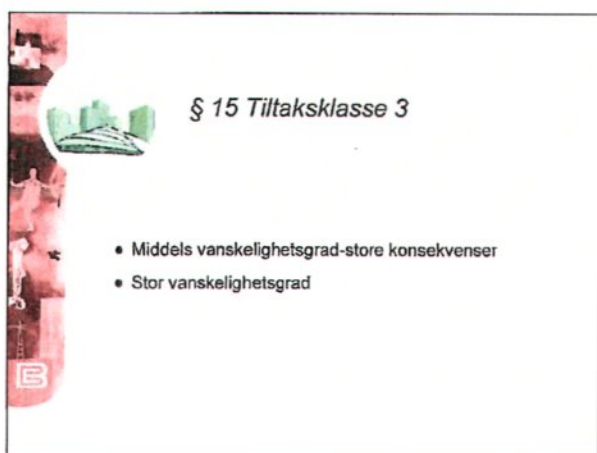 § 15 Tiltaksklasse 3
• Middels vanskelighetsgrad-store konsekvenser
• Stor vanskelighetsgrad